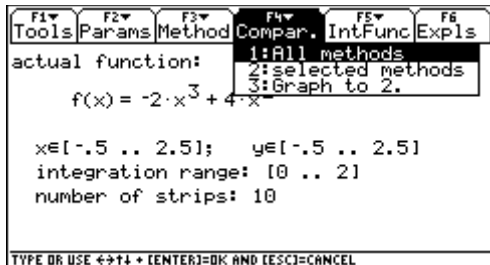 F1▼ F2▼ F3▼ F4▼ F5▼ F6
Tools Params Method Compar. IntFunc Expls
1:All methods
actual function:
2:selected methods
3:Graph to 2.
f(x) = -2·x³ + 4·x
x∈[-.5 .. 2.5]; y∈[-.5 .. 2.5]
integration range: [0 .. 2]
number of strips: 10
TYPE OR USE ←→↑↓ + [ENTER]=OK AND [ESC]=CANCEL